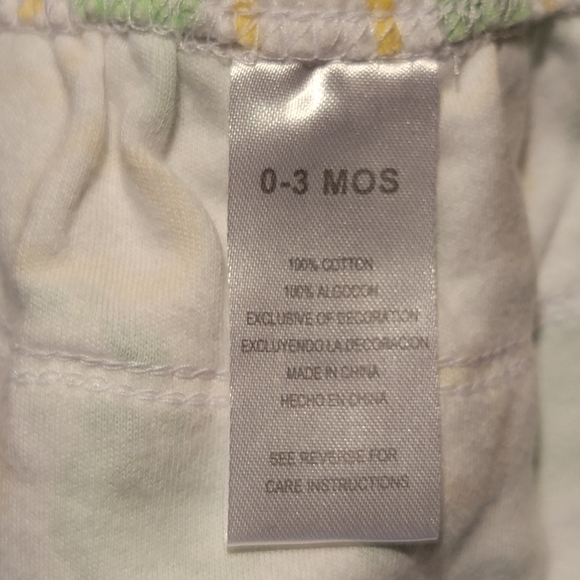 0-3 MOS
100% COTTON
100% ALGODON
EXCLUSIVE OF DECORATION
EXCLUYENDO LA DECORACION
MADE IN CHINA
HECHO EN CHINA
SEE REVERSE FOR
CARE INSTRUCTIONS